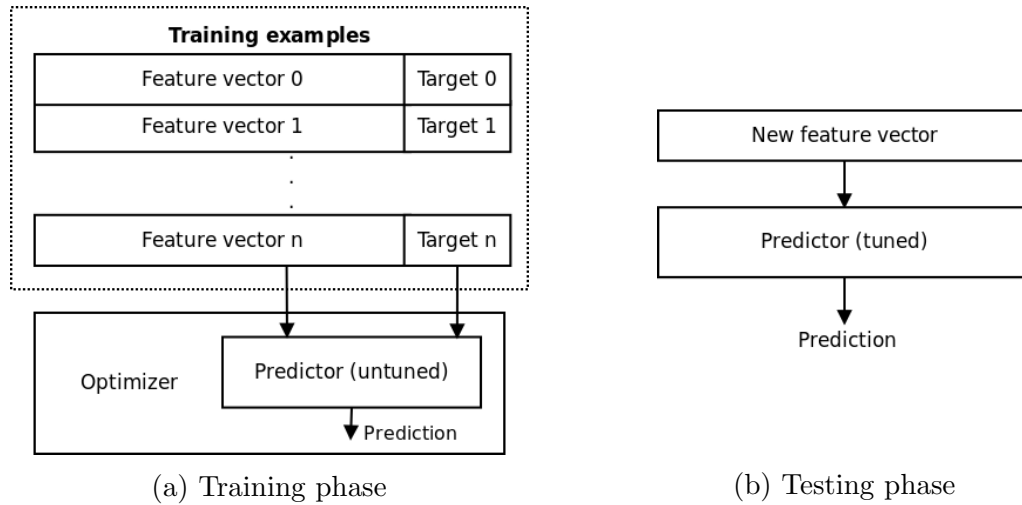 Training examples
Feature vector 0 Target 0
Feature vector 1 Target 1
.
.
.
Feature vector n Target n
Optimizer
Predictor (untuned)
Prediction
(a) Training phase
New feature vector
Predictor (tuned)
Prediction
(b) Testing phase